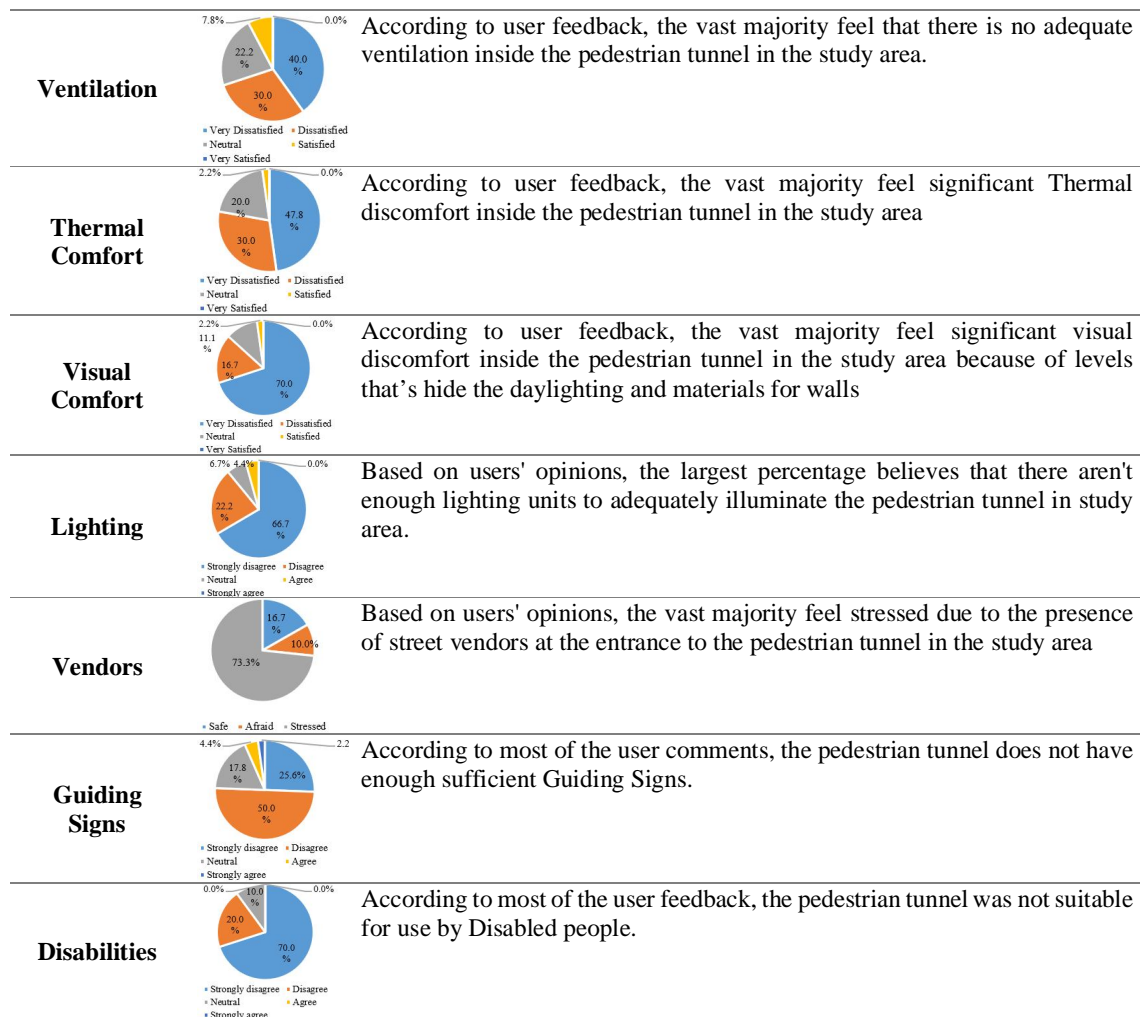 7.8%
0.0%
22.2
%
40.0
%
30.0
%
Ventilation
▪ Very Dissatisfied ▪ Dissatisfied
▪ Neutral ▪ Satisfied
▪ Very Satisfied
According to user feedback, the vast majority feel that there is no adequate
ventilation inside the pedestrian tunnel in the study area.
2.2%
0.0%
20.0
%
47.8
%
30.0
%
Thermal
Comfort
▪ Very Dissatisfied ▪ Dissatisfied
▪ Neutral ▪ Satisfied
▪ Very Satisfied
According to user feedback, the vast majority feel significant Thermal
discomfort inside the pedestrian tunnel in the study area
2.2%
0.0%
11.1
%
16.7
%
70.0
%
Visual
Comfort
▪ Very Dissatisfied ▪ Dissatisfied
▪ Neutral ▪ Satisfied
▪ Very Satisfied
According to user feedback, the vast majority feel significant visual
discomfort inside the pedestrian tunnel in the study area because of levels
that’s hide the daylighting and materials for walls
6.7% 4.4%
0.0%
22.2
%
66.7
%
Lighting
▪ Strongly disagree ▪ Disagree
▪ Neutral ▪ Agree
▪ Strongly agree
Based on users' opinions, the largest percentage believes that there aren't
enough lighting units to adequately illuminate the pedestrian tunnel in study
area.
16.7
%
10.0%
73.3%
Vendors
▪ Safe ▪ Afraid ▪ Stressed
Based on users' opinions, the vast majority feel stressed due to the presence
of street vendors at the entrance to the pedestrian tunnel in the study area
4.4%
2.2
17.8
%
25.6%
50.0
%
Guiding
Signs
▪ Strongly disagree ▪ Disagree
▪ Neutral ▪ Agree
▪ Strongly agree
According to most of the user comments, the pedestrian tunnel does not have
enough sufficient Guiding Signs.
0.0%
0.0%
10.0
%
20.0
%
70.0
%
Disabilities
▪ Strongly disagree ▪ Disagree
▪ Neutral ▪ Agree
▪ Strongly agree
According to most of the user feedback, the pedestrian tunnel was not suitable
for use by Disabled people.